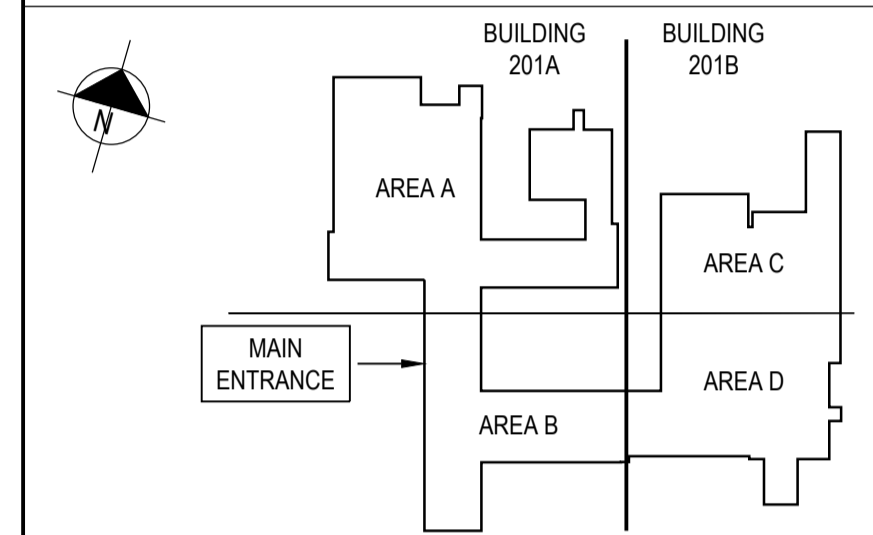 BUILDING
201A
BUILDING
201B
N
AREA A
AREA C
MAIN
ENTRANCE
AREA D
AREA B